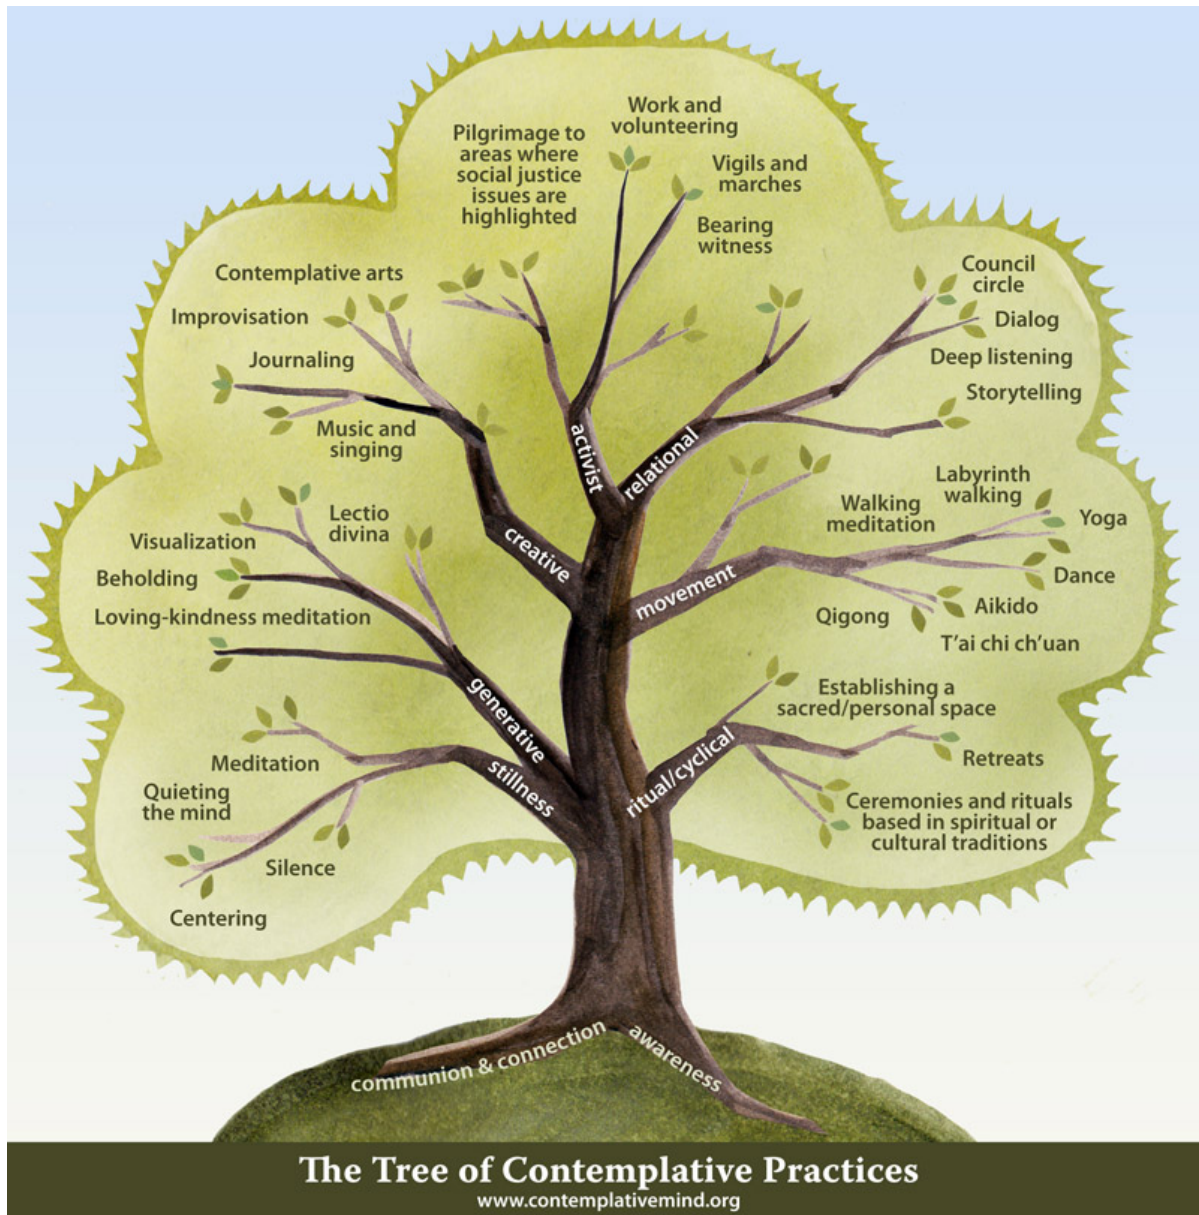 Work and
volunteering
Pilgrimage to
areas where
social justice
issues are
highlighted
Vigils and
marches
Bearing
witness
Council
circle
Dialog
Deep listening
Storytelling
Contemplative arts
Improvisation
Journaling
Music and
singing
activist
relational
Labyrinth
walking
Walking
meditation
Yoga
Dance
Aikido
Qigong
T'ai chi ch'uan
Lectio
divina
Visualization
Beholding
Loving-kindness meditation
creative
movement
generative
stillness
ritual/cyclical
Establishing a
sacred/personal space
Retreats
Ceremonies and rituals
based in spiritual or
cultural traditions
Meditation
Quieting
the mind
Silence
Centering
communion & connection
awareness
The Tree of Contemplative Practices
www.contemplativemind.org